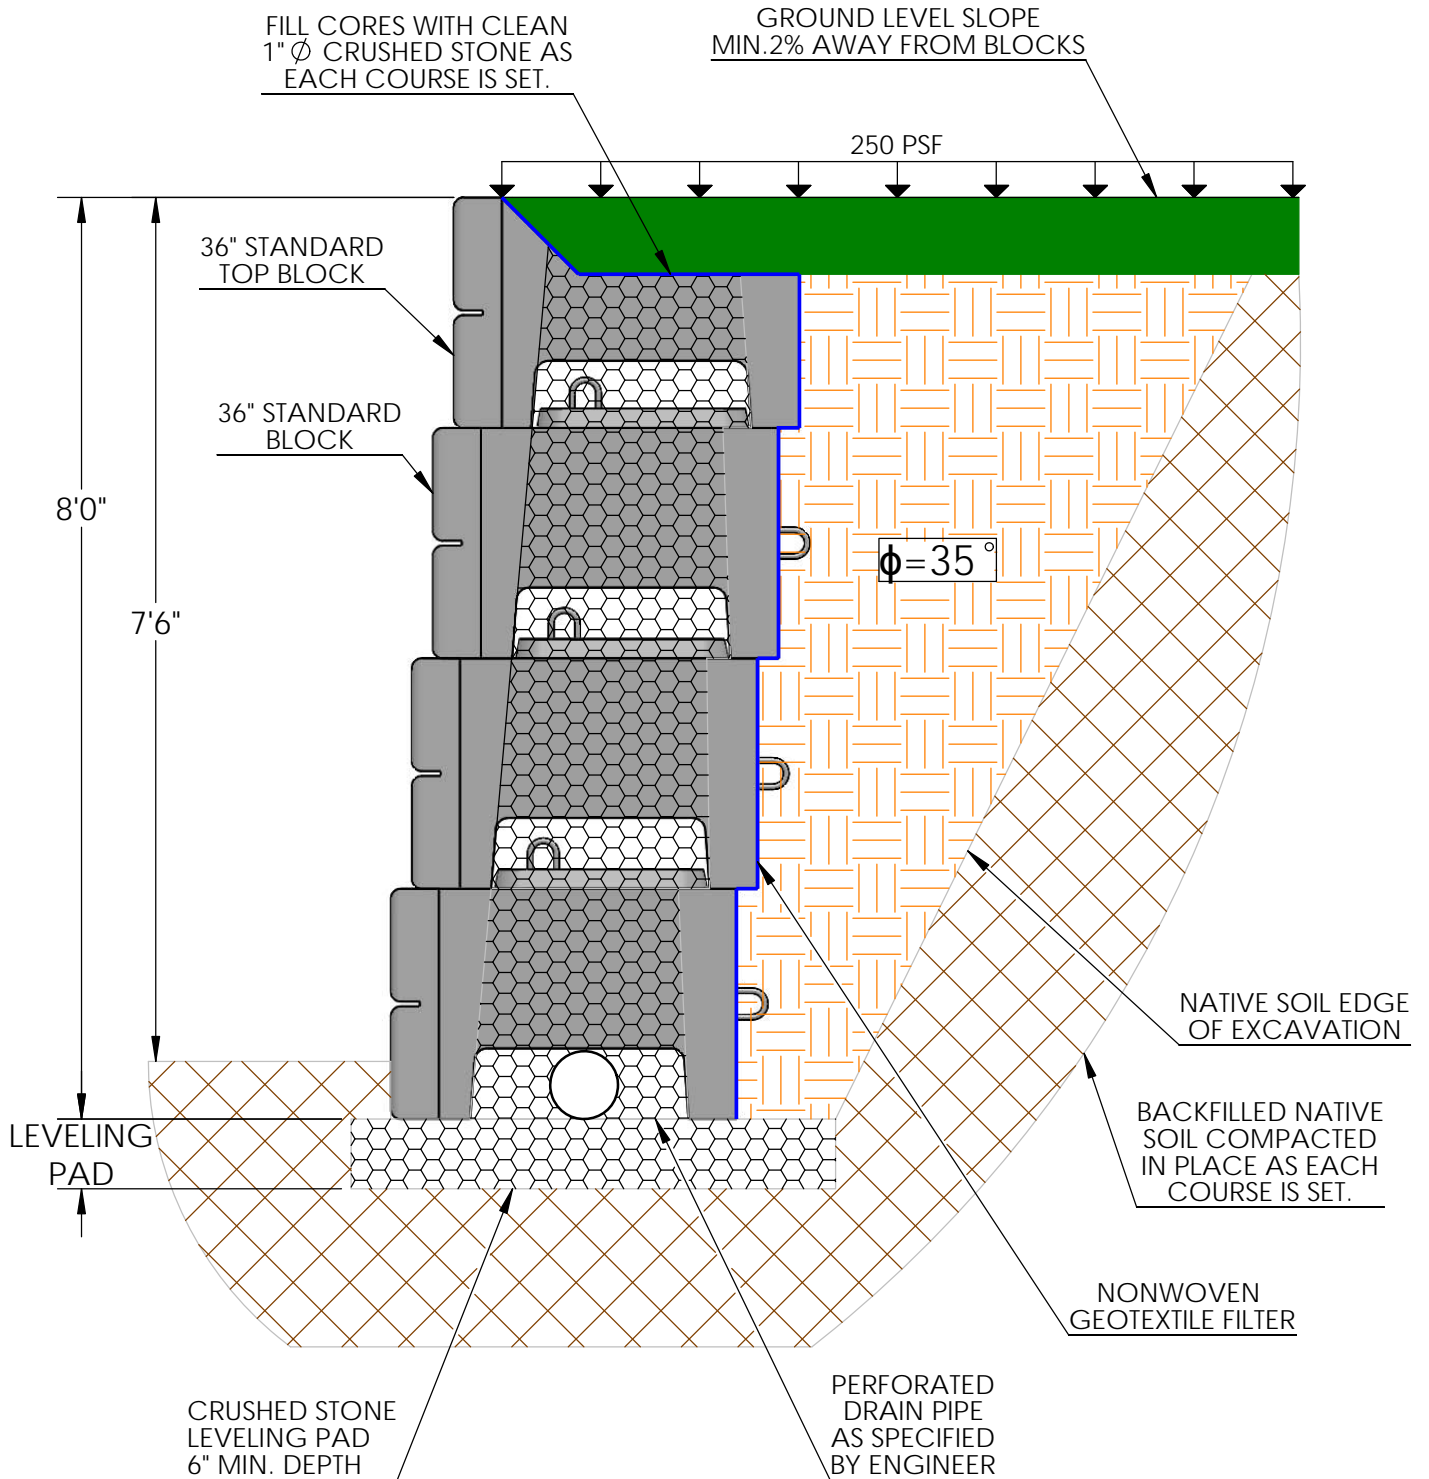 FILL CORES WITH CLEAN
1"Ø CRUSHED STONE AS
EACH COURSE IS SET.
GROUND LEVEL SLOPE
MIN.2% AWAY FROM BLOCKS
250 PSF
36" STANDARD
TOP BLOCK
36" STANDARD
BLOCK
8'0"
7'6"
ϕ=35°
NATIVE SOIL EDGE
OF EXCAVATION
LEVELING
PAD
BACKFILLED NATIVE
SOIL COMPACTED
IN PLACE AS EACH
COURSE IS SET.
NONWOVEN
GEOTEXTILE FILTER
CRUSHED STONE
LEVELING PAD
6" MIN. DEPTH
PERFORATED
DRAIN PIPE
AS SPECIFIED
BY ENGINEER